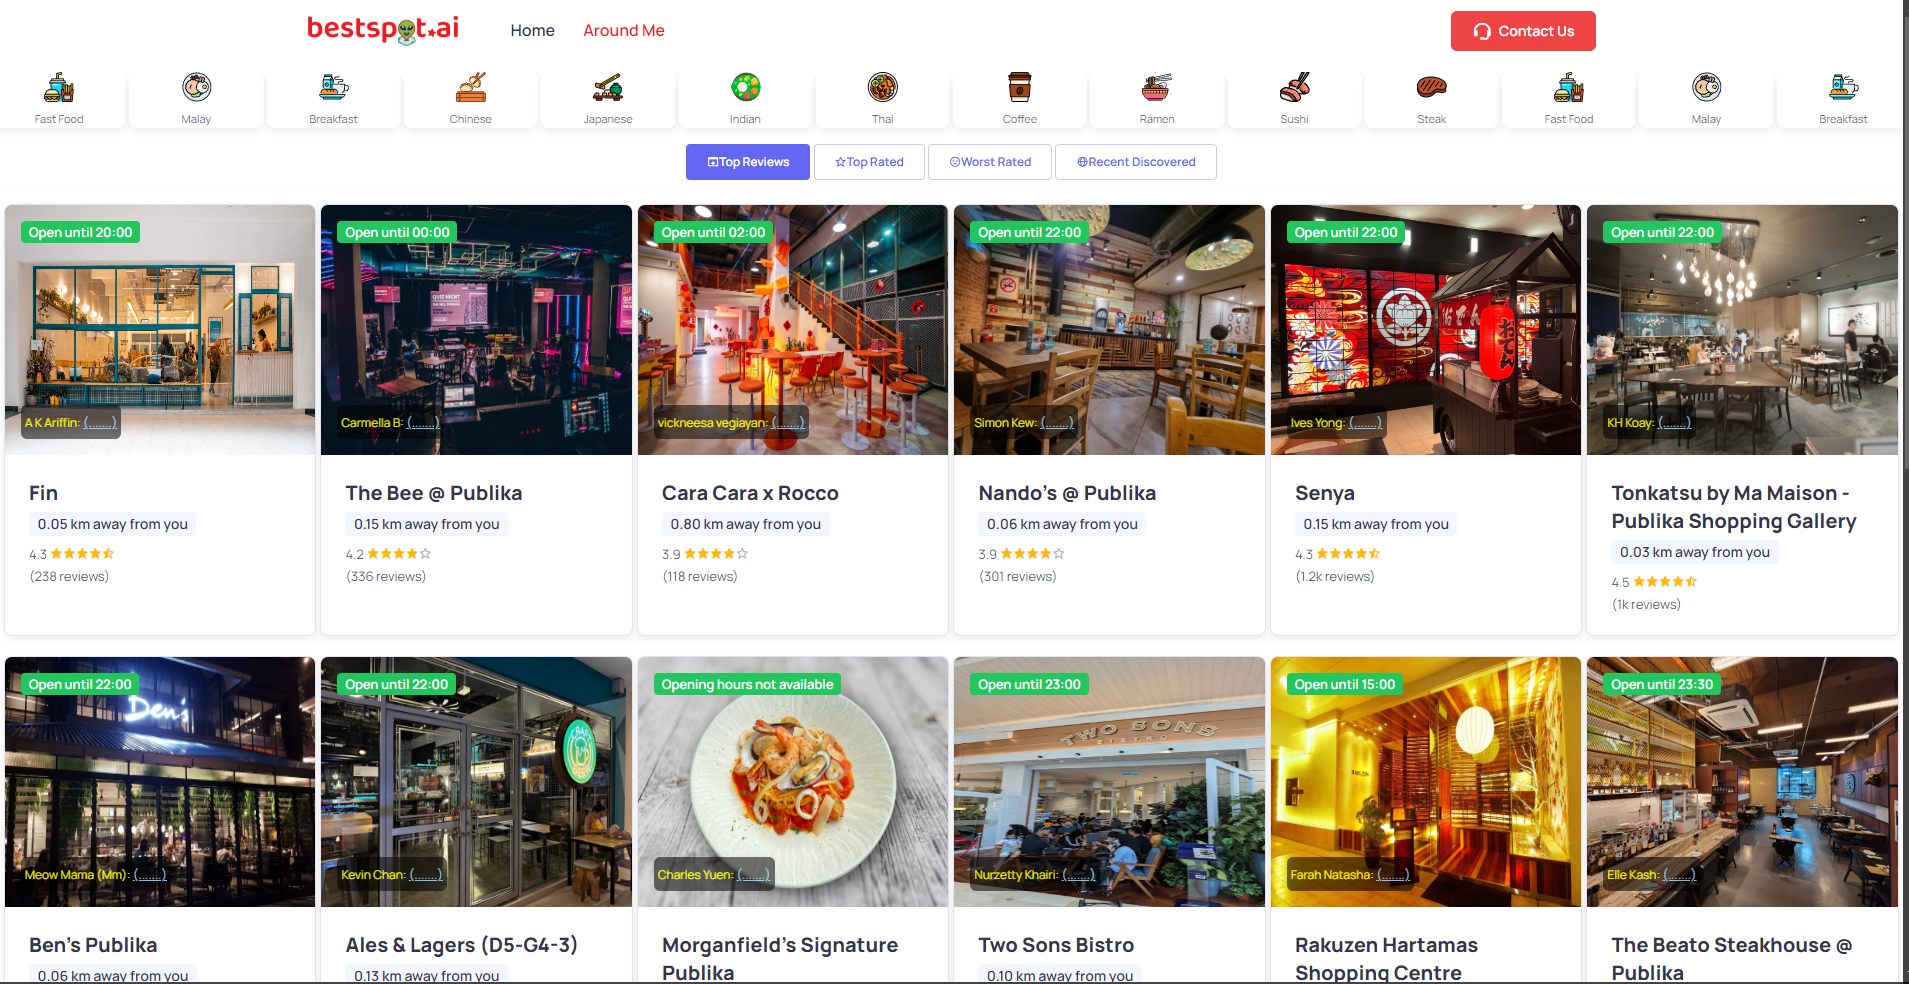 bestspot.ai
Home
Around Me
Contact Us
Fast Food
Malay
Breakfast
Chinese
Japanese
Indian
Thai
Coffee
Ramen
Sushi
Steak
Fast Food
Malay
Breakfast
Top Reviews
Top Rated
Worst Rated
Recent Discovered
Open until 20:00
A K Ariffin: (.......)
Fin
0.05 km away from you
4.3
(238 reviews)
Open until 00:00
QUIZ NIGHT
Carmella B: (.......)
The Bee @ Publika
0.15 km away from you
4.2
(336 reviews)
Open until 02:00
vickneesa vegiayan: (.......)
Cara Cara x Rocco
0.80 km away from you
3.9
(118 reviews)
Open until 22:00
Simon Kew: (.......)
Nando's @ Publika
0.06 km away from you
3.9
(301 reviews)
Open until 22:00
おでん
Ives Yong: (.......)
Senya
0.15 km away from you
4.3
(1.2k reviews)
Open until 22:00
KH Koay: (.......)
Tonkatsu by Ma Maison -
Publika Shopping Gallery
0.03 km away from you
4.5
(1k reviews)
Open until 22:00
Ben's
Meow Mama (Mm): (.......)
Ben's Publika
0.06 km away from you
Open until 22:00
Kevin Chan: (.......)
Ales & Lagers (D5-G4-3)
0.13 km away from you
Opening hours not available
Charles Yuen: (.......)
Morganfield's Signature
Publika
Open until 23:00
TWO SONS
BISTRO
Nurzetty Khairi: (.......)
Two Sons Bistro
0.10 km away from you
Open until 15:00
RAKUZEN
Farah Natasha: (.......)
Rakuzen Hartamas
Shopping Centre
Open until 23:30
Elle Kash: (.......)
The Beato Steakhouse @
Publika